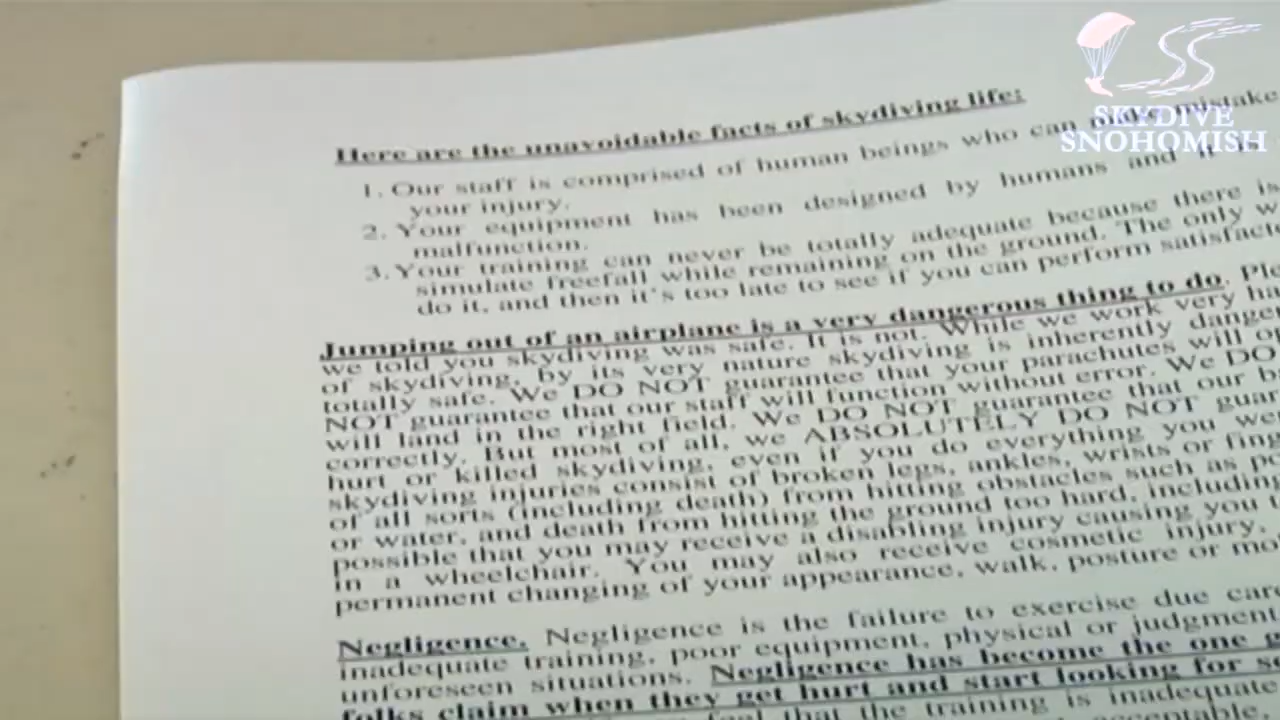 SKYDIVE
SNOHOMISH
Here are the unavoidable facts of skydiving life:
1. Our staff is comprised of human beings who can make mistake
your injury.
2. Your equipment has been designed by humans and it
malfunction.
3. Your training can never be totally adequate because there is
simulate freefall while remaining on the ground. The only w
do it, and then it's too late to see if you can perform satisfacto
Jumping out of an airplane is a very dangerous thing to do. Ple
we told you skydiving was safe. It is not. While we work very ha
of skydiving, by its very nature skydiving is inherently danger
totally safe. We DO NOT guarantee that your parachutes will op
NOT guarantee that our staff will function without error. We DO
will land in the right field. We DO NOT guarantee that our ba
correctly. But most of all, we ABSOLUTELY DO NOT guar
hurt or killed skydiving, even if you do everything you wer
skydiving injuries consist of broken legs, ankles, wrists or fing
of all sorts (including death) from hitting obstacles such as po
or water, and death from hitting the ground too hard, including
possible that you may receive a disabling injury causing you t
in a wheelchair. You may also receive cosmetic injury,
permanent changing of your appearance, walk, posture or mo
Negligence. Negligence is the failure to exercise due care
inadequate training, poor equipment, physical or judgment
unforeseen situations. Negligence has become the one g
folks claim when they get hurt and start looking for so
feel that the training is inadequate